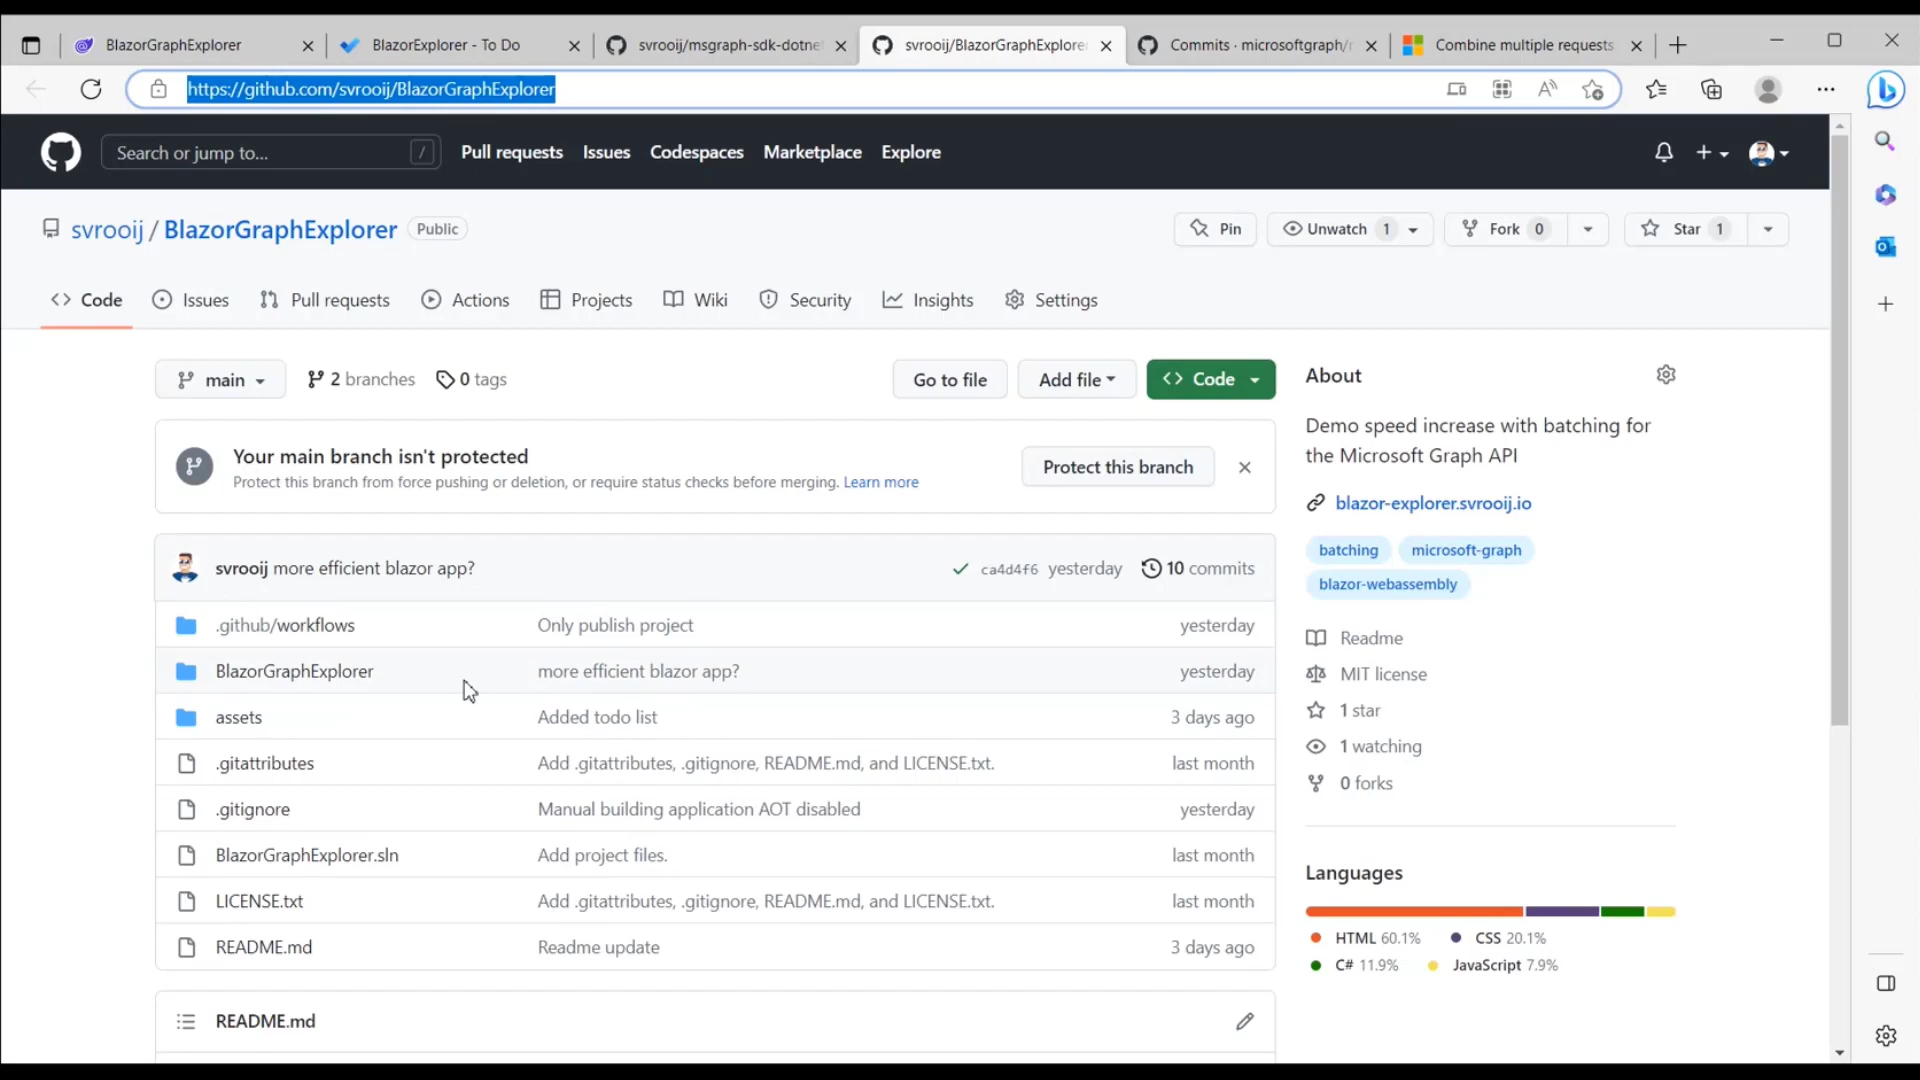 BlazorGraphExplorer
BlazorExplorer - To Do
svrooij/msgraph-sdk-dotne
svrooij/BlazorGraphExplore
Commits · microsoftgraph/
Combine multiple requests
https://github.com/svrooij/BlazorGraphExplorer
Search or jump to... /
Pull requests
Issues
Codespaces
Marketplace
Explore
svrooij / BlazorGraphExplorer Public
Pin
Unwatch 1
Fork 0
Star 1
Code
Issues
Pull requests
Actions
Projects
Wiki
Security
Insights
Settings
main
2 branches
0 tags
Go to file
Add file
Code
Your main branch isn't protected
Protect this branch from force pushing or deletion, or require status checks before merging. Learn more
Protect this branch
svrooij more efficient blazor app? ca4d4f6 yesterday 10 commits
.github/workflows Only publish project yesterday
BlazorGraphExplorer more efficient blazor app? yesterday
assets Added todo list 3 days ago
.gitattributes Add .gitattributes, .gitignore, README.md, and LICENSE.txt. last month
.gitignore Manual building application AOT disabled yesterday
BlazorGraphExplorer.sln Add project files. last month
LICENSE.txt Add .gitattributes, .gitignore, README.md, and LICENSE.txt. last month
README.md Readme update 3 days ago
README.md
About
Demo speed increase with batching for
the Microsoft Graph API
blazor-explorer.svrooij.io
batching microsoft-graph
blazor-webassembly
Readme
MIT license
1 star
1 watching
0 forks
Languages
HTML 60.1% CSS 20.1%
C# 11.9% JavaScript 7.9%